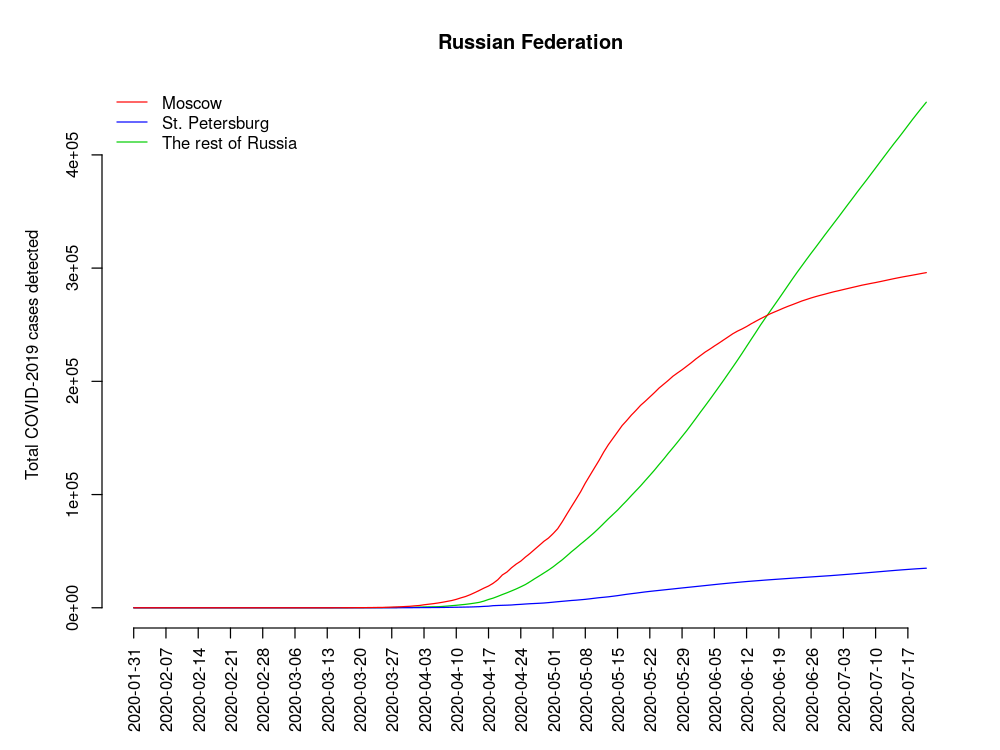 Russian Federation
Moscow
St. Petersburg
The rest of Russia
Total COVID-2019 cases detected
4e+05
3e+05
2e+05
1e+05
0e+00
2020-01-31
2020-02-07
2020-02-14
2020-02-21
2020-02-28
2020-03-06
2020-03-13
2020-03-20
2020-03-27
2020-04-03
2020-04-10
2020-04-17
2020-04-24
2020-05-01
2020-05-08
2020-05-15
2020-05-22
2020-05-29
2020-06-05
2020-06-12
2020-06-19
2020-06-26
2020-07-03
2020-07-10
2020-07-17